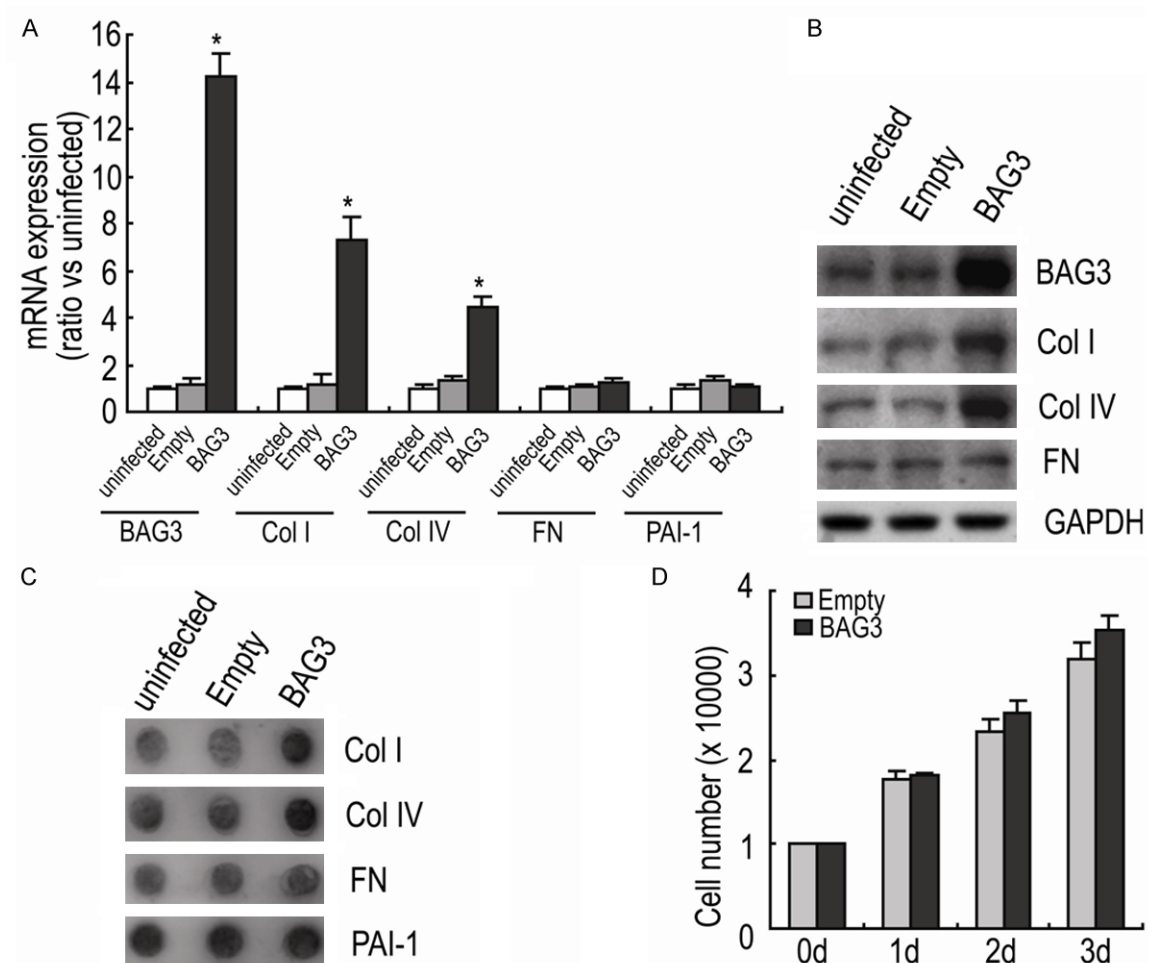 A
mRNA expression
(ratio vs uninfected)
16
14
12
10
8
6
4
2
0
*
*
*
uninfected
Empty
BAG3
uninfected
Empty
BAG3
uninfected
Empty
BAG3
uninfected
Empty
BAG3
uninfected
Empty
BAG3
BAG3
Col I
Col IV
FN
PAI-1
B
uninfected
Empty
BAG3
BAG3
Col I
Col IV
FN
GAPDH
C
uninfected
Empty
BAG3
Col I
Col IV
FN
PAI-1
D
Cell number (x 10000)
4
3
2
1
0
Empty
BAG3
0d
1d
2d
3d